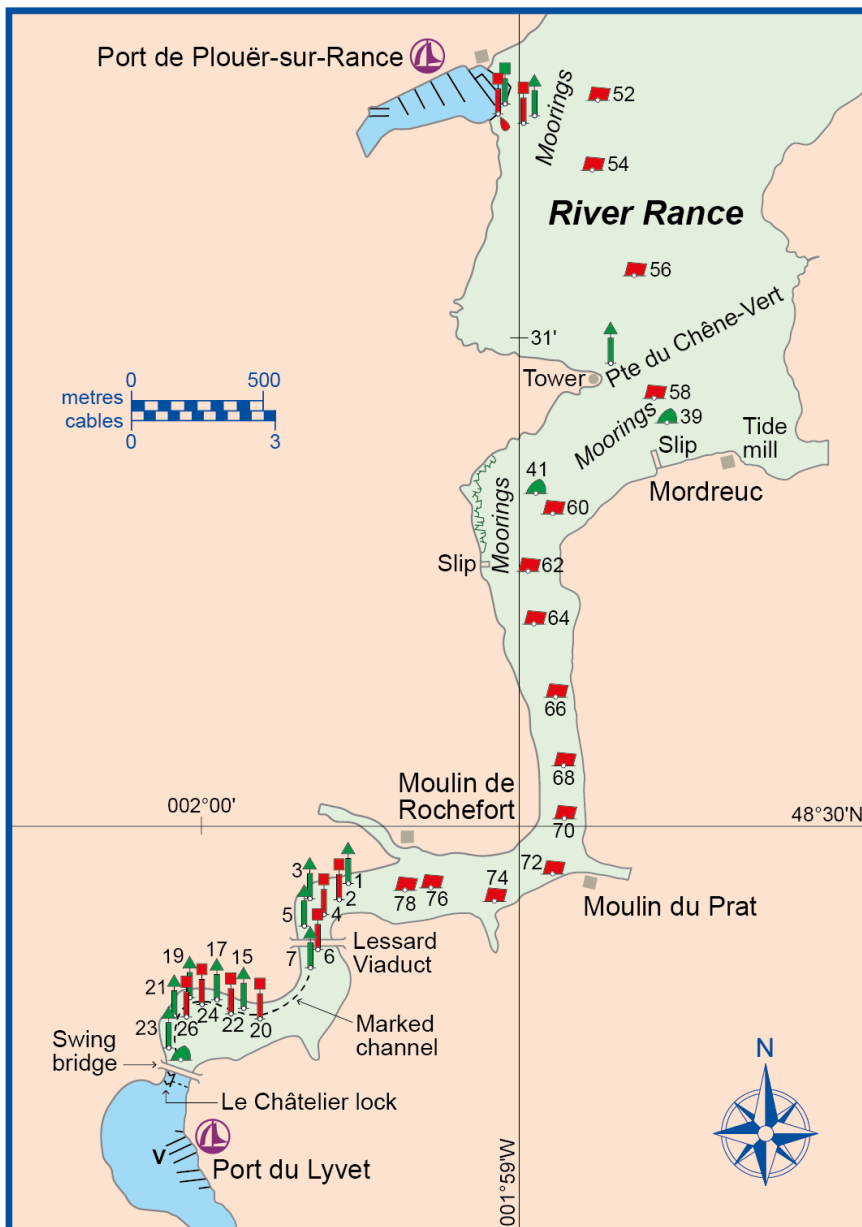 Port de Plouër-sur-Rance
Moorings
52
54
River Rance
56
31'
Pte du Chêne-Vert
Tower
0 500
metres
cables
0 3
58
39
Moorings
Slip
Tide
mill
Mordreuc
41
60
Moorings
Slip
62
64
66
68
Moulin de
Rochefort
002°00'
48°30'N
70
72
74
76
78
Moulin du Prat
1
2
3
4
5
6
7
Lessard
Viaduct
15
17
19
21
20
22
24
26
23
Marked
channel
Swing
bridge
Le Châtelier lock
V
Port du Lyvet
001°59'W
N